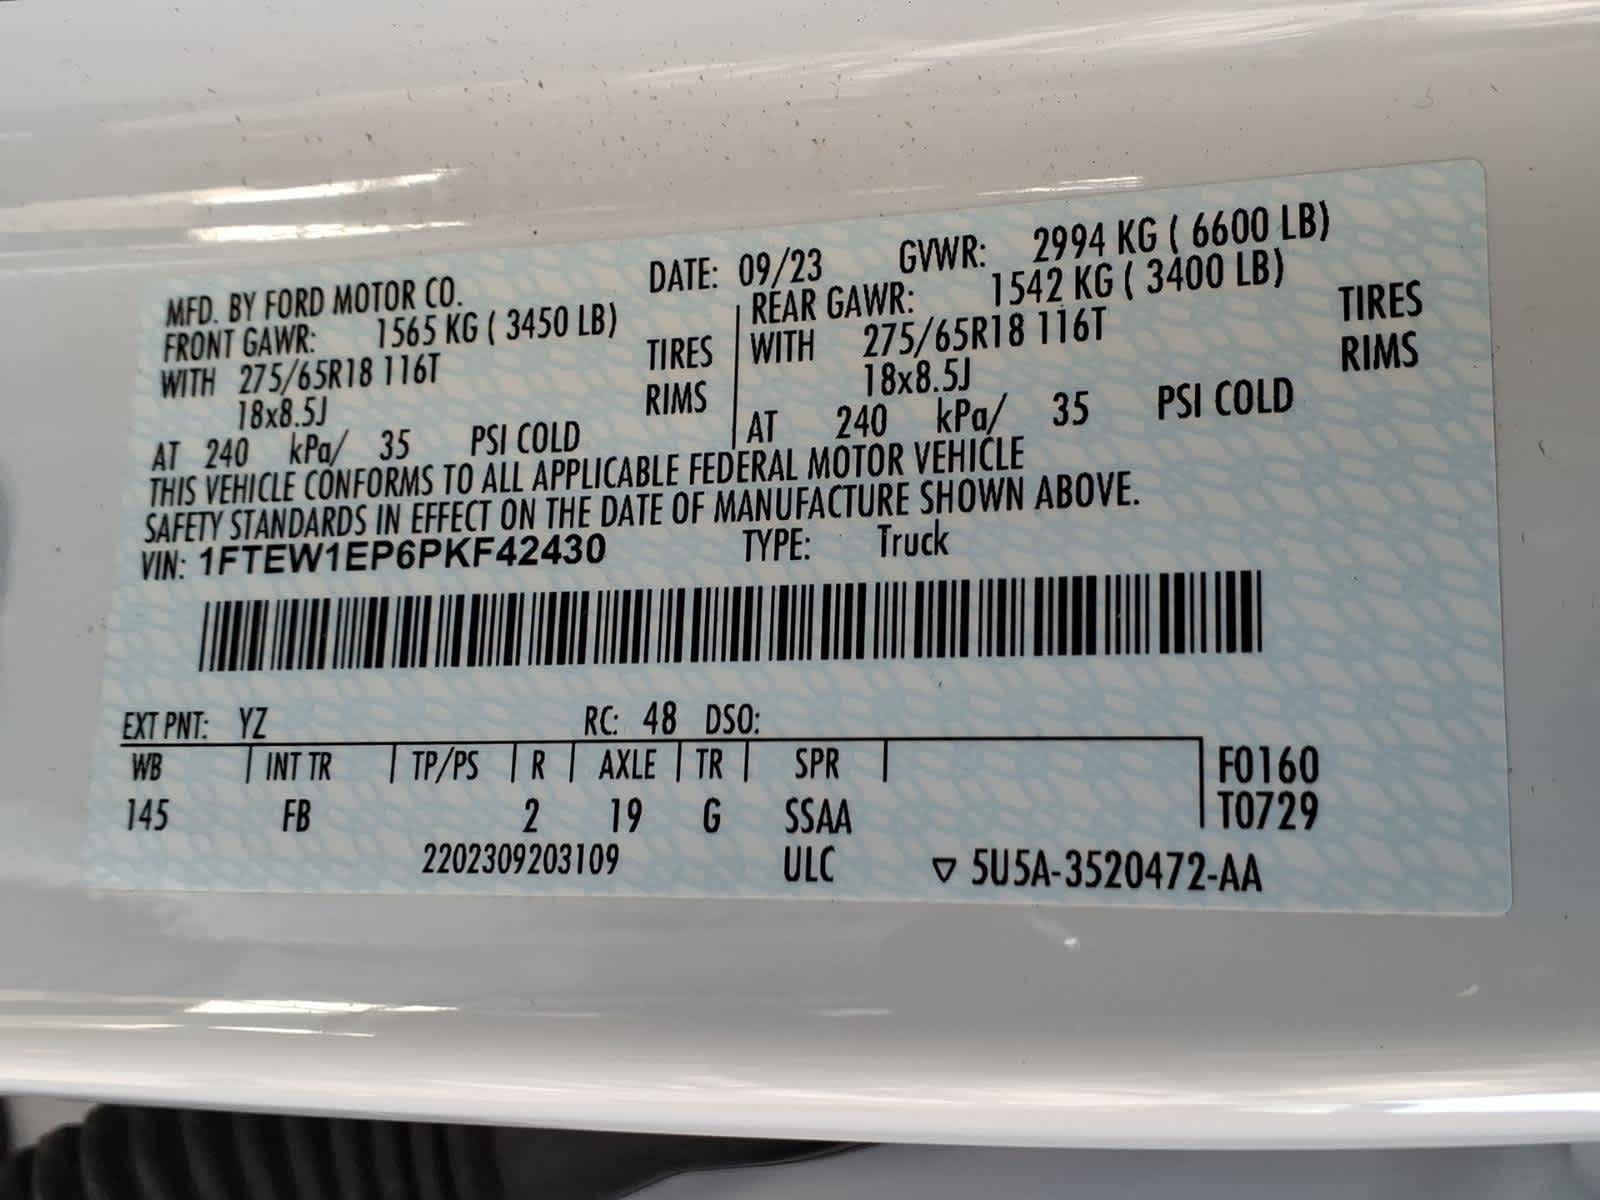 MFD. BY FORD MOTOR CO. DATE: 09/23 GVWR: 2994 KG ( 6600 LB)
FRONT GAWR: 1565 KG ( 3450 LB) REAR GAWR: 1542 KG ( 3400 LB)
WITH 275/65R18 116T TIRES WITH 275/65R18 116T TIRES
18x8.5J RIMS 18x8.5J RIMS
AT 240 kPa/ 35 PSI COLD AT 240 kPa/ 35 PSI COLD
THIS VEHICLE CONFORMS TO ALL APPLICABLE FEDERAL MOTOR VEHICLE
SAFETY STANDARDS IN EFFECT ON THE DATE OF MANUFACTURE SHOWN ABOVE.
VIN: 1FTEW1EP6PKF42430 TYPE: Truck
EXT PNT: YZ RC: 48 DSO:
WB INT TR TP/PS R AXLE TR SPR F0160
145 FB 2 19 G SSAA T0729
2202309203109 ULC ▽ 5U5A-3520472-AA